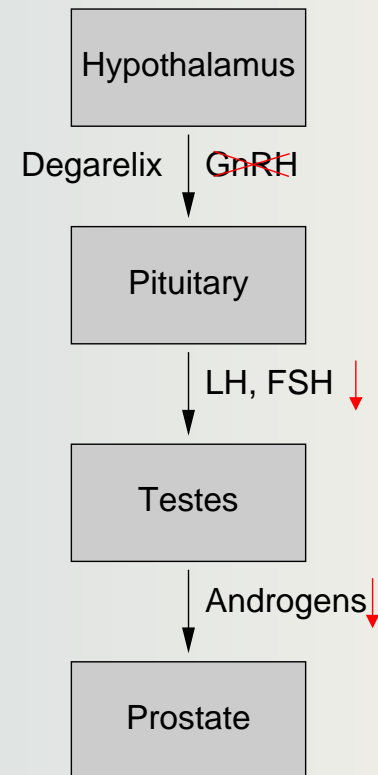 Hypothalamus
Degarelix GnRH
Pituitary
LH, FSH
Testes
Androgens
Prostate